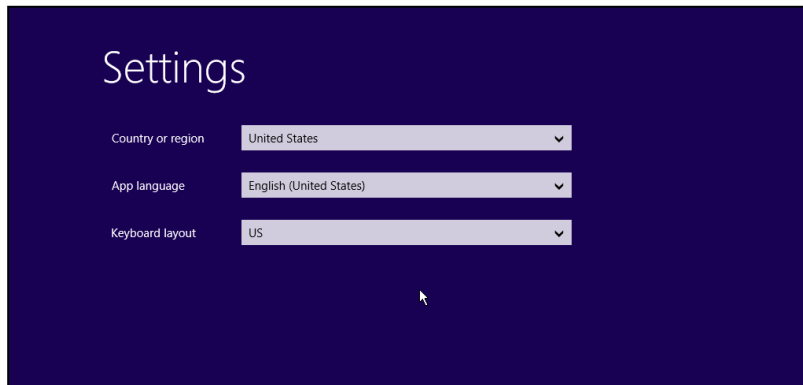 Settings
Country or region United States
App language English (United States)
Keyboard layout US